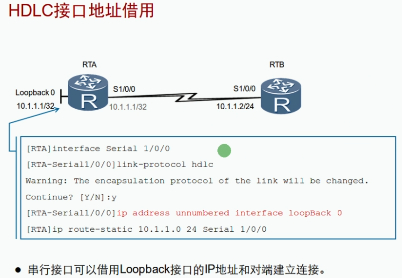 HDLC接口地址借用
RTA
RTB
Loopback 0
S1/0/0
S1/0/0
10.1.1.1/32
10.1.1.1/32
10.1.1.2/24
R
R
[RTA]interface Serial 1/0/0
[RTA-Serial1/0/0]link-protocol hdlc
Warning: The encapsulation protocol of the link will be changed.
Continue? [Y/N]:y
[RTA-Serial1/0/0]ip address unnumbered interface loopBack 0
[RTA]ip route-static 10.1.1.0 24 Serial 1/0/0
● 串行接口可以借用Loopback接口的IP地址和对端建立连接。